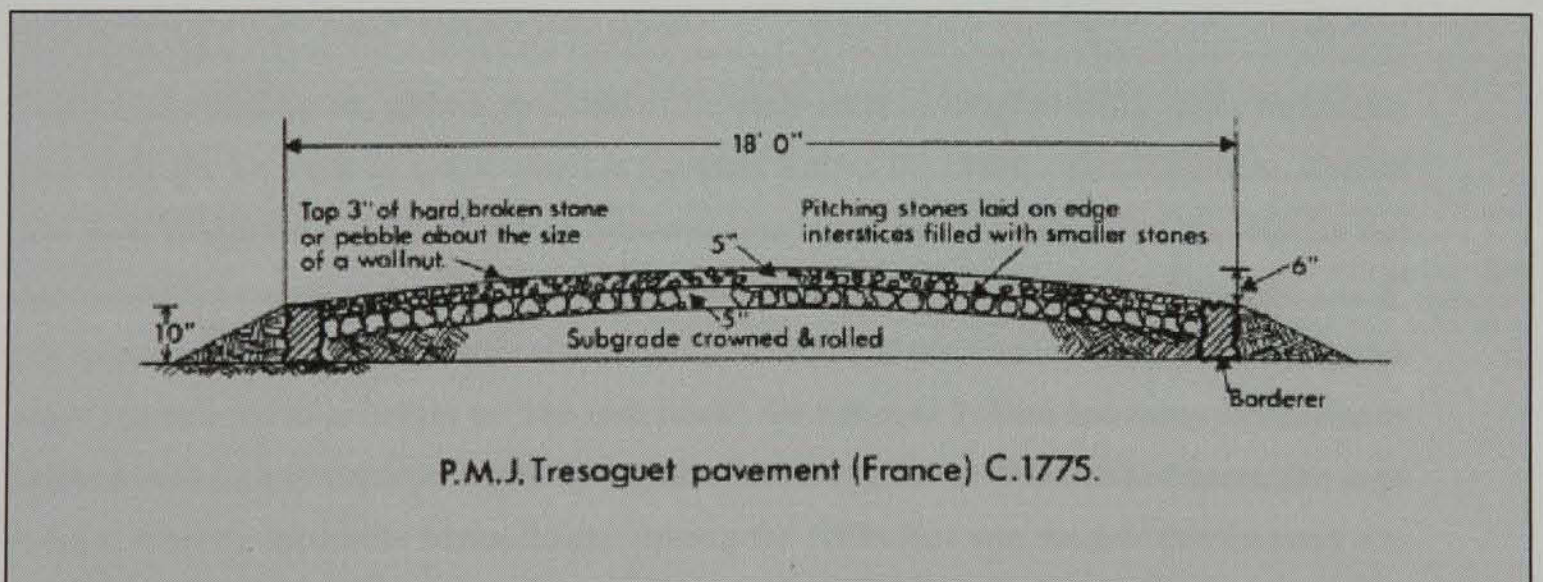 18' 0"
Top 3" of hard, broken stone
or pebble about the size
of a wallnut.
Pitching stones laid on edge
interstices filled with smaller stones
5"
6"
10"
5"
Subgrade crowned & rolled
Borderer
P.M.J. Tresaguet pavement (France) C.1775.